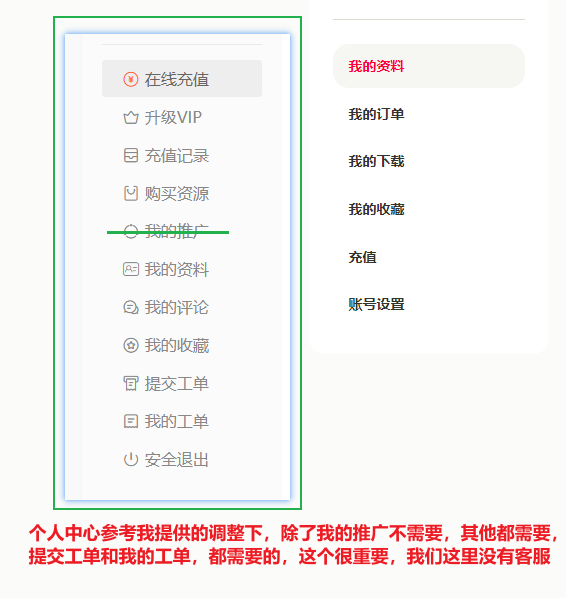 在线充值
升级VIP
充值记录
购买资源
我的推广
我的资料
我的评论
我的收藏
提交工单
我的工单
安全退出
我的资料
我的订单
我的下载
我的收藏
充值
账号设置
个人中心参考我提供的调整下，除了我的推广不需要，其他都需要，
提交工单和我的工单，都需要的，这个很重要，我们这里没有客服